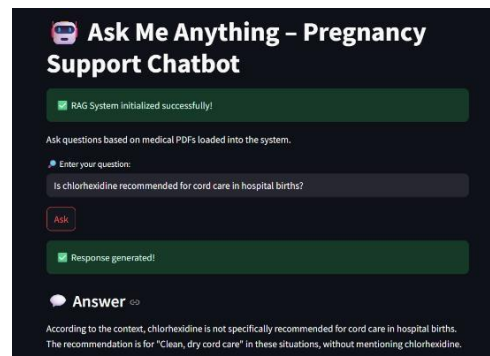 Ask Me Anything – Pregnancy
Support Chatbot
RAG System initialized successfully!
Ask questions based on medical PDFs loaded into the system.
Enter your question:
Is chlorhexidine recommended for cord care in hospital births?
Ask
Response generated!
Answer
According to the context, chlorhexidine is not specifically recommended for cord care in hospital births.
The recommendation is for "Clean, dry cord care" in these situations, without mentioning chlorhexidine.